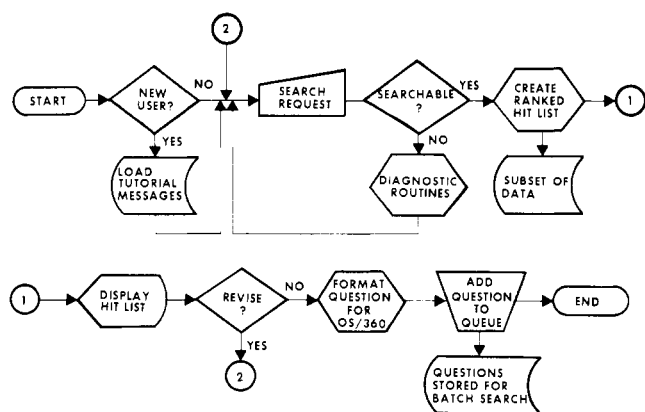 2
START
NEW
USER?
NO
SEARCH
REQUEST
SEARCHABLE
?
YES
CREATE
RANKED
HIT LIST
1
YES
NO
LOAD
TUTORIAL
MESSAGES
DIAGNOSTIC
ROUTINES
SUBSET OF
DATA
1
DISPLAY
HIT LIST
REVISE
?
NO
FORMAT
QUESTION
FOR
OS/360
ADD
QUESTION
TO
QUEUE
END
YES
2
QUESTIONS
STORED FOR
BATCH SEARCH